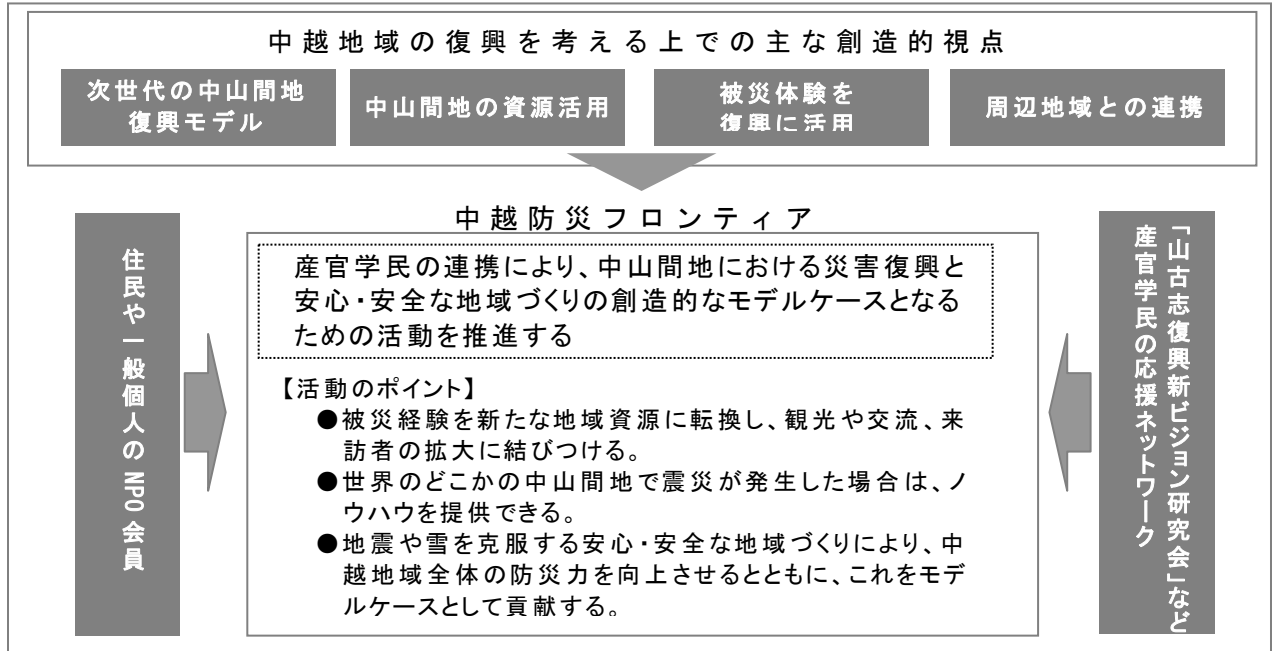 中越地域の復興を考える上での主な創造的視点
次世代の中山間地
復興モデル
中山間地の資源活用
被災体験を
復興に活用
周辺地域との連携
中越防災フロンティア
住民や一般個人のNPO会員
産官学民の連携により、中山間地における災害復興と
安心・安全な地域づくりの創造的なモデルケースとなる
ための活動を推進する
【活動のポイント】
●被災経験を新たな地域資源に転換し、観光や交流、来
訪者の拡大に結びつける。
●世界のどこかの中山間地で震災が発生した場合は、ノ
ウハウを提供できる。
●地震や雪を克服する安心・安全な地域づくりにより、中
越地域全体の防災力を向上させるとともに、これをモデ
ルケースとして貢献する。
「山古志復興新ビジョン研究会」など
産官学民の応援ネットワーク